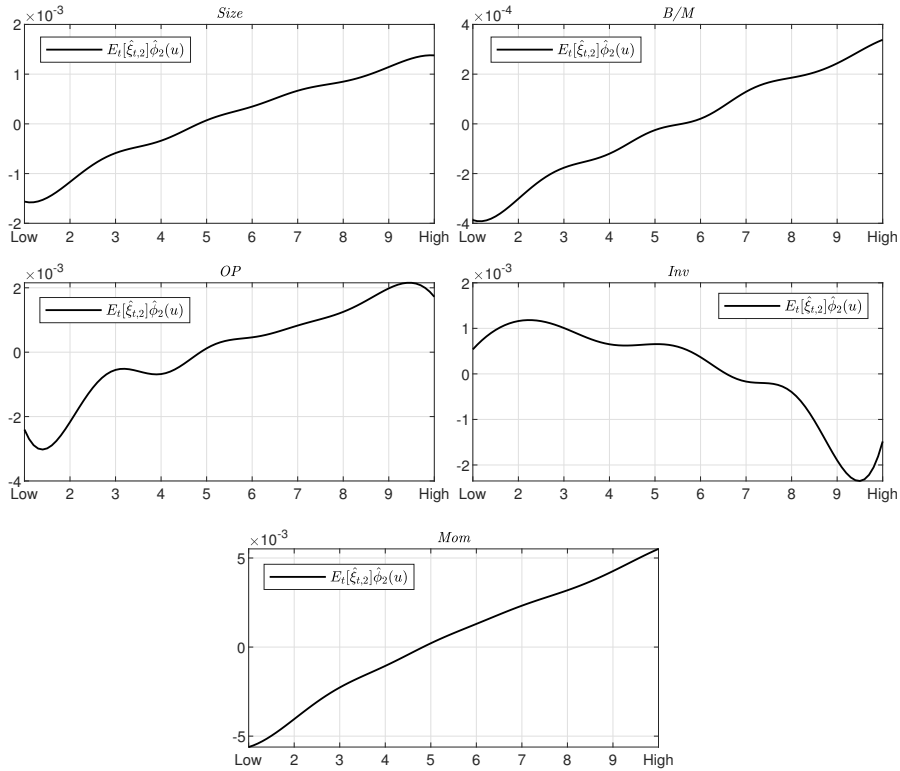 ×10⁻³ Size
2
E_t[ξ̂_{t,2}]φ̂_2(u)
1
0
-1
-2
Low 2 3 4 5 6 7 8 9 High
×10⁻⁴ B/M
4
E_t[ξ̂_{t,2}]φ̂_2(u)
2
0
-2
-4
Low 2 3 4 5 6 7 8 9 High
×10⁻³ OP
2
E_t[ξ̂_{t,2}]φ̂_2(u)
0
-2
-4
Low 2 3 4 5 6 7 8 9 High
×10⁻³ Inv
2
E_t[ξ̂_{t,2}]φ̂_2(u)
1
0
-1
-2
Low 2 3 4 5 6 7 8 9 High
×10⁻³ Mom
5
E_t[ξ̂_{t,2}]φ̂_2(u)
0
-5
Low 2 3 4 5 6 7 8 9 High